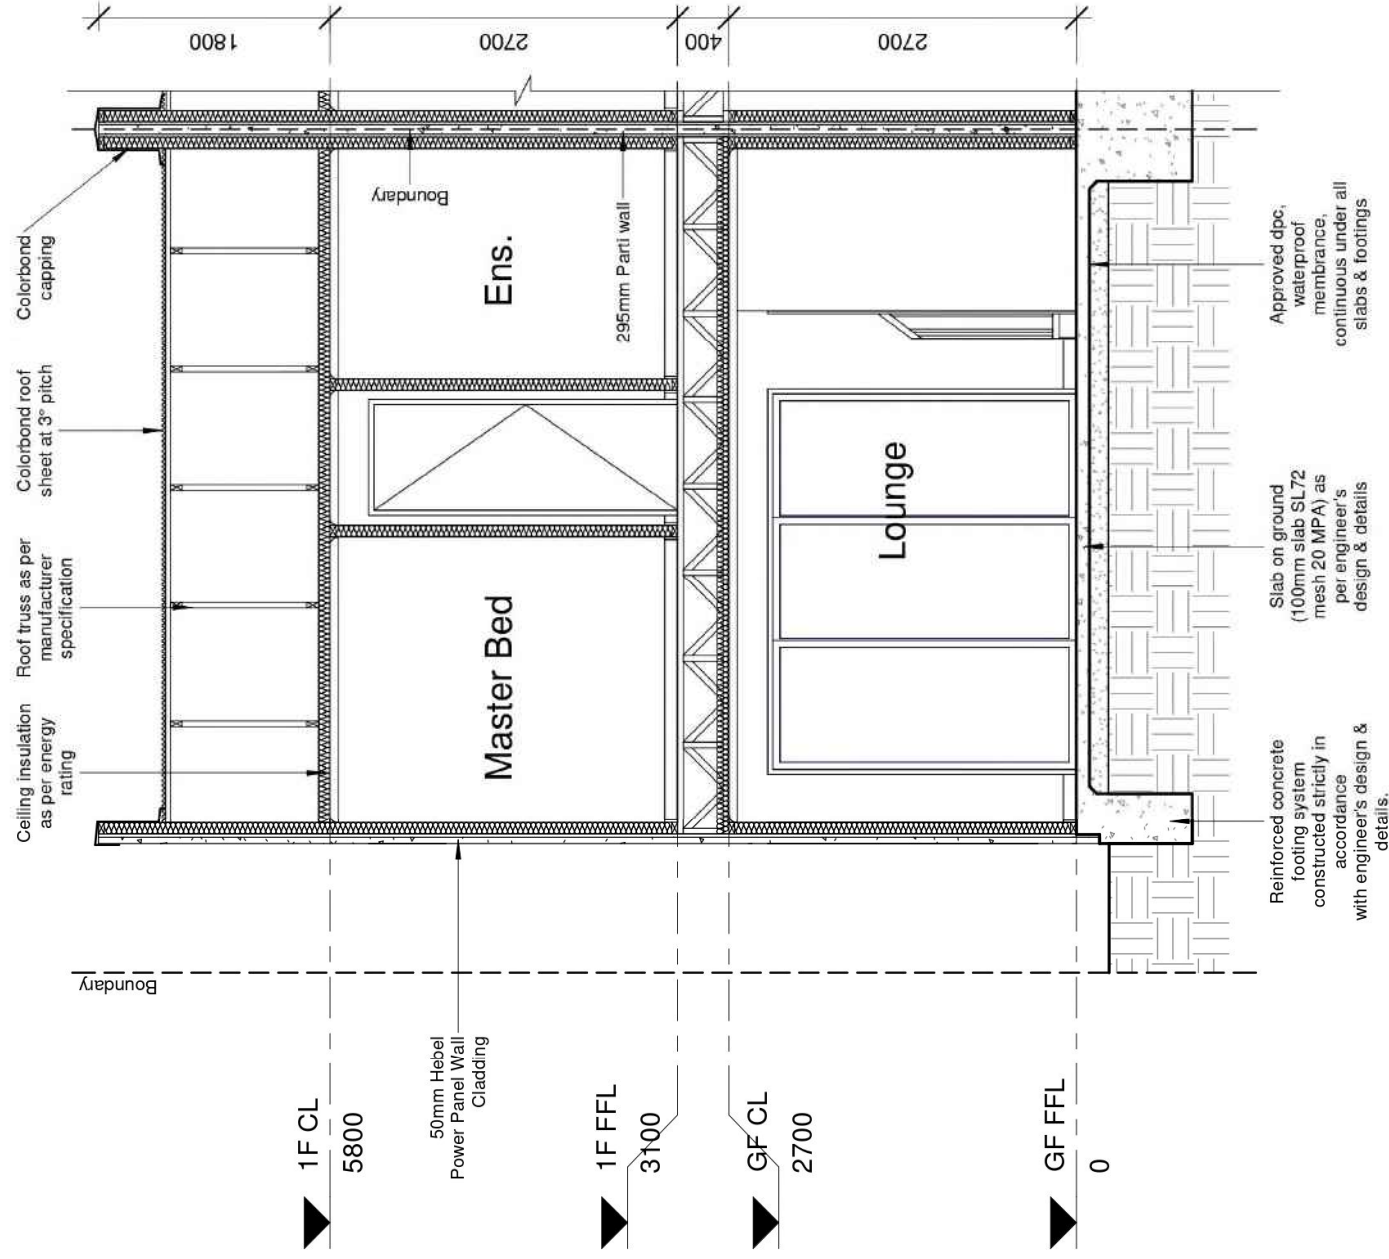 1800
2700
400
2700
Colorbond
capping
Colorbond roof
sheet at 3° pitch
Roof truss as per
manufacturer
specification
Ceiling insulation
as per energy
rating
Boundary
Ens.
295mm Parti wall
Master Bed
Lounge
Approved dpc,
waterproof
membrance,
continuous under all
slabs & footings
Slab on ground
(100mm slab SL72
mesh 20 MPA) as
per engineer's
design & details
Reinforced concrete
footing system
constructed strictly in
accordance
with engineer's design &
details.
Boundary
50mm Hebel
Power Panel Wall
Cladding
1F CL
5800
1F FFL
3100
GF CL
2700
GF FFL
0